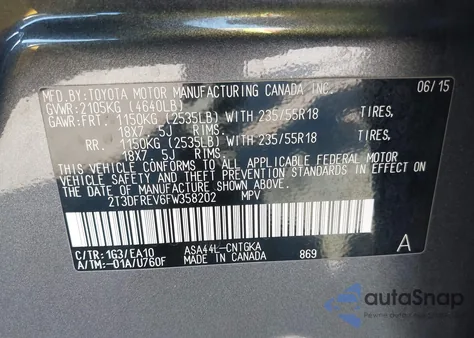 MFD.BY:TOYOTA MOTOR MANUFACTURING CANADA INC. 06/15
GVWR:2105KG (4640LB)
GAWR:FRT. 1150KG (2535LB) WITH 235/55R18 TIRES,
18X7. 5J RIMS.
RR. 1150KG (2535LB) WITH 235/55R18 TIRES,
18X7. 5J RIMS.
THIS VEHICLE CONFORMS TO ALL APPLICABLE FEDERAL MOTOR
VEHICLE SAFETY AND THEFT PREVENTION STANDARDS IN EFFECT ON
THE DATE OF MANUFACTURE SHOWN ABOVE.
2T3DFREV6FW358202 MPV
C/TR:1G3/EA10 ASA44L-CNTGKA A
A/TM:-01A/U760F MADE IN CANADA 869
autoSnap